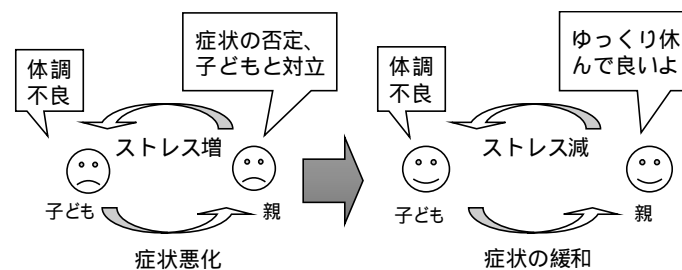 体調
不良
症状の否定、
子どもと対立
ストレス増
子ども
親
症状悪化
体調
不良
ゆっくり休
んで良いよ
ストレス減
子ども
親
症状の緩和